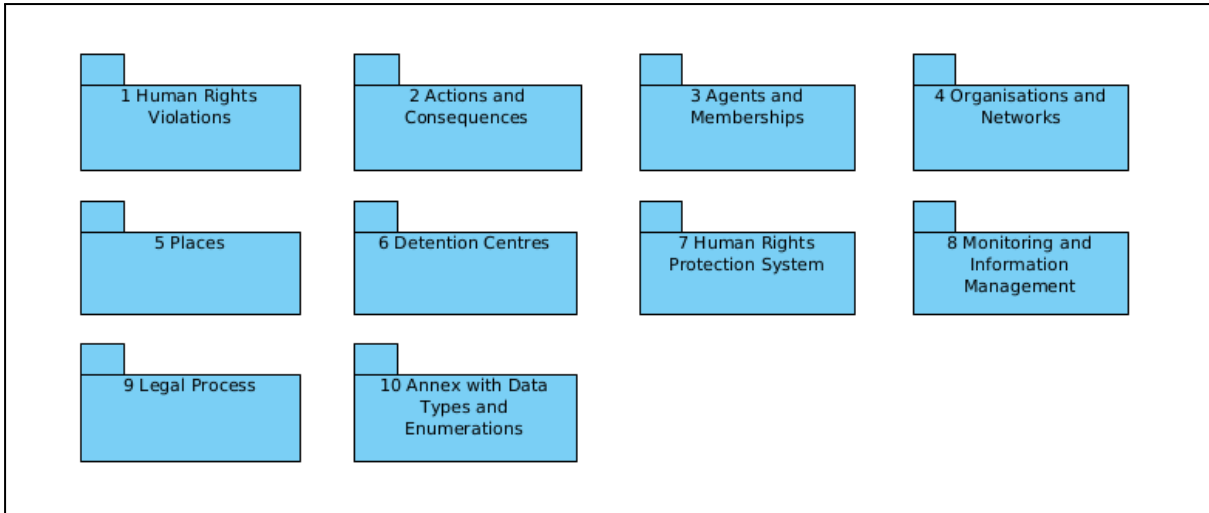 1 Human Rights
Violations
2 Actions and
Consequences
3 Agents and
Memberships
4 Organisations and
Networks
5 Places
6 Detention Centres
7 Human Rights
Protection System
8 Monitoring and
Information
Management
9 Legal Process
10 Annex with Data
Types and
Enumerations